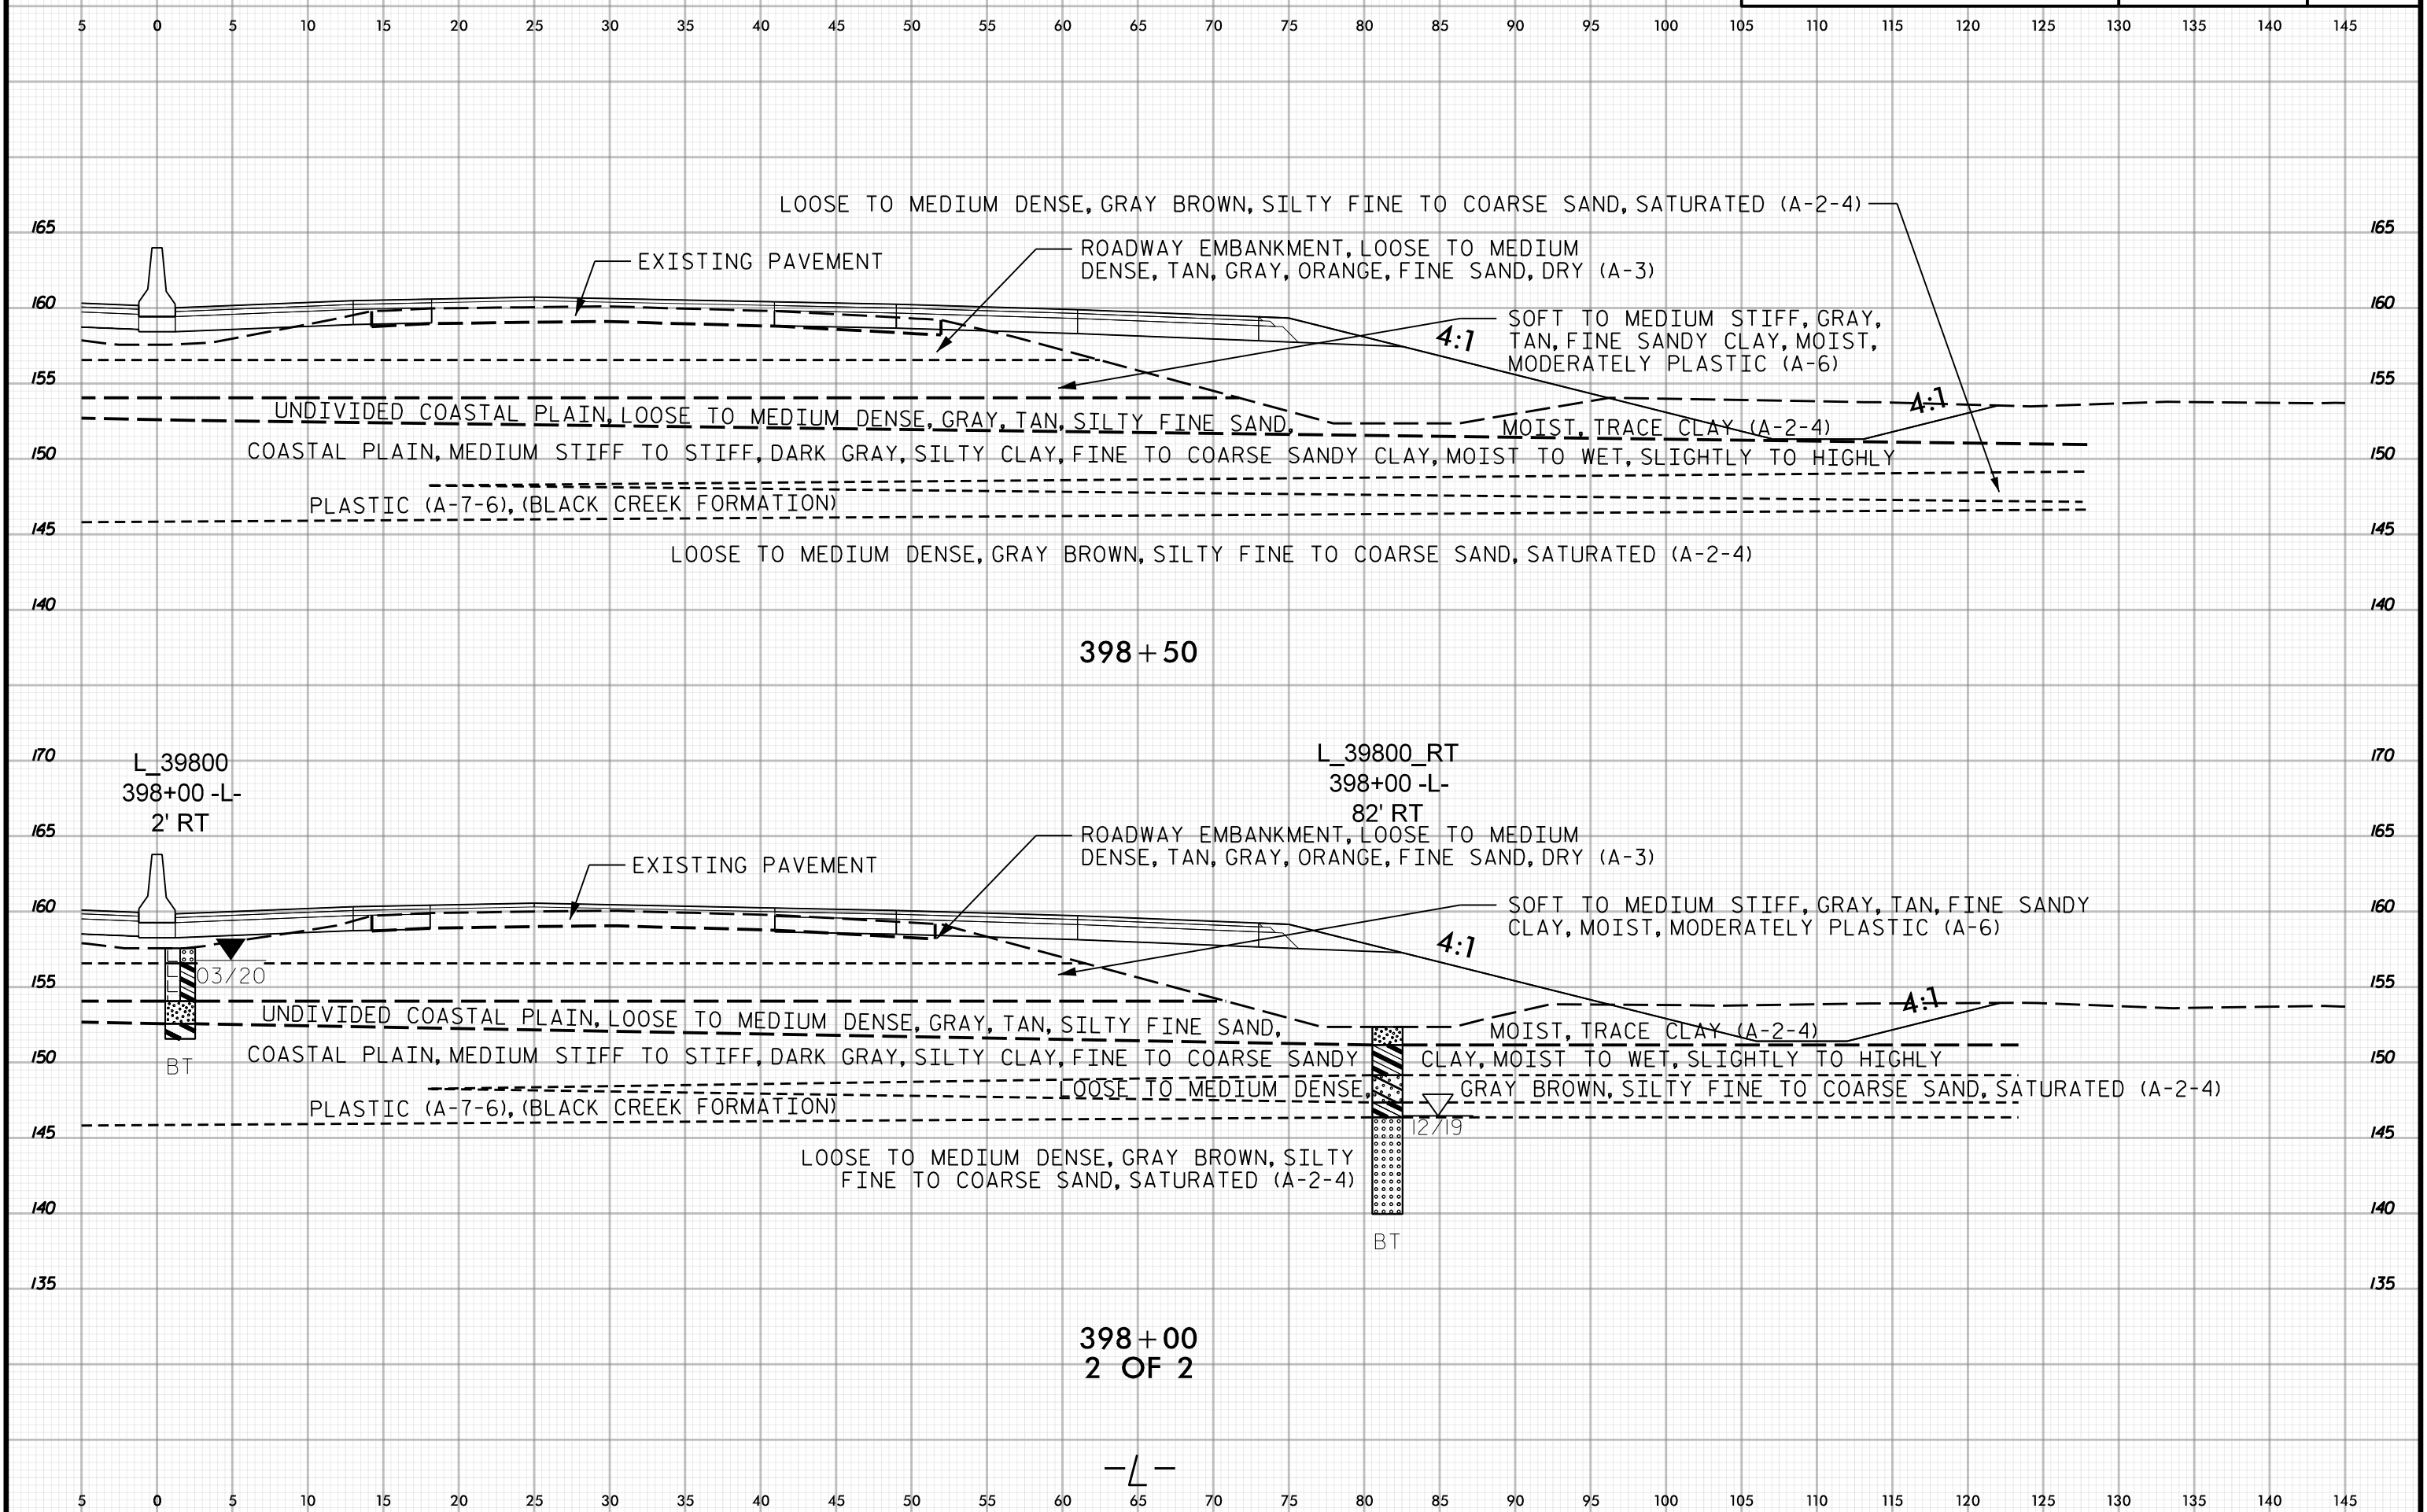 5 0 5 10 15 20 25 30 35 40 45 50 55 60 65 70 75 80 85 90 95 100 105 110 115 120 125 130 135 140 145
LOOSE TO MEDIUM DENSE, GRAY BROWN, SILTY FINE TO COARSE SAND, SATURATED (A-2-4)
165 165
ROADWAY EMBANKMENT, LOOSE TO MEDIUM
DENSE, TAN, GRAY, ORANGE, FINE SAND, DRY (A-3)
EXISTING PAVEMENT
160 160
SOFT TO MEDIUM STIFF, GRAY,
TAN, FINE SANDY CLAY, MOIST,
MODERATELY PLASTIC (A-6)
4:1
155 155
4:1
UNDIVIDED COASTAL PLAIN, LOOSE TO MEDIUM DENSE, GRAY, TAN, SILTY FINE SAND, MOIST, TRACE CLAY (A-2-4)
150 150
COASTAL PLAIN, MEDIUM STIFF TO STIFF, DARK GRAY, SILTY CLAY, FINE TO COARSE SANDY CLAY, MOIST TO WET, SLIGHTLY TO HIGHLY
PLASTIC (A-7-6), (BLACK CREEK FORMATION)
145 145
LOOSE TO MEDIUM DENSE, GRAY BROWN, SILTY FINE TO COARSE SAND, SATURATED (A-2-4)
140 140
398+50
170 170
L_39800
398+00 -L-
2' RT
L_39800_RT
398+00 -L-
82' RT
165 165
ROADWAY EMBANKMENT, LOOSE TO MEDIUM
DENSE, TAN, GRAY, ORANGE, FINE SAND, DRY (A-3)
EXISTING PAVEMENT
160 160
SOFT TO MEDIUM STIFF, GRAY, TAN, FINE SANDY
CLAY, MOIST, MODERATELY PLASTIC (A-6)
4:1
03/20
155 155
4:1
UNDIVIDED COASTAL PLAIN, LOOSE TO MEDIUM DENSE, GRAY, TAN, SILTY FINE SAND, MOIST, TRACE CLAY (A-2-4)
150 150
COASTAL PLAIN, MEDIUM STIFF TO STIFF, DARK GRAY, SILTY CLAY, FINE TO COARSE SANDY CLAY, MOIST TO WET, SLIGHTLY TO HIGHLY
BT
LOOSE TO MEDIUM DENSE, GRAY BROWN, SILTY FINE TO COARSE SAND, SATURATED (A-2-4)
PLASTIC (A-7-6), (BLACK CREEK FORMATION)
12/19
145 145
LOOSE TO MEDIUM DENSE, GRAY BROWN, SILTY
FINE TO COARSE SAND, SATURATED (A-2-4)
140 140
BT
135 135
398+00
2 OF 2
-L-
5 0 5 10 15 20 25 30 35 40 45 50 55 60 65 70 75 80 85 90 95 100 105 110 115 120 125 130 135 140 145